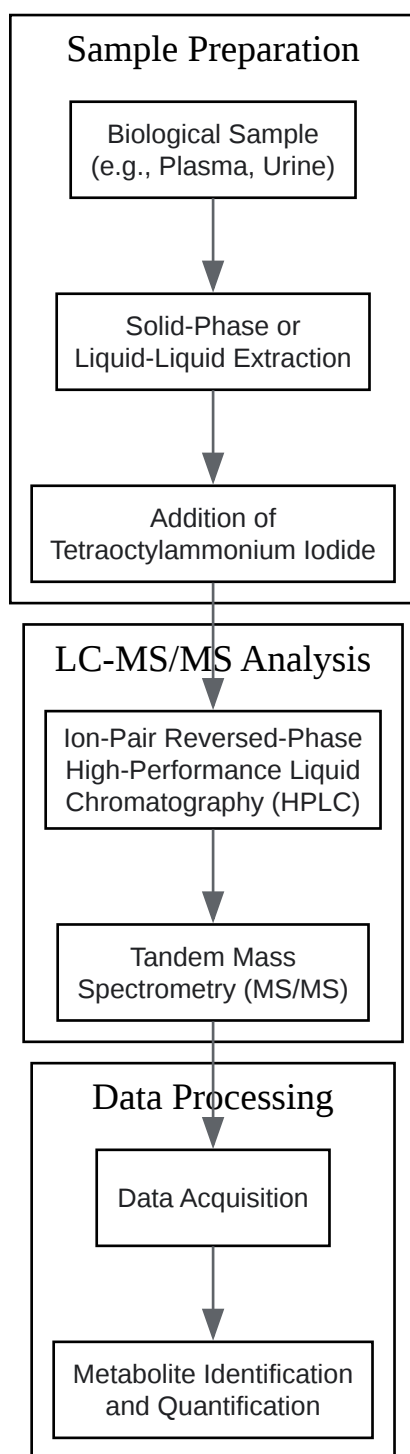 Sample Preparation
Biological Sample
(e.g., Plasma, Urine)
Solid-Phase or
Liquid-Liquid Extraction
Addition of
Tetraoctylammonium Iodide
LC-MS/MS Analysis
Ion-Pair Reversed-Phase
High-Performance Liquid
Chromatography (HPLC)
Tandem Mass
Spectrometry (MS/MS)
Data Processing
Data Acquisition
Metabolite Identification
and Quantification